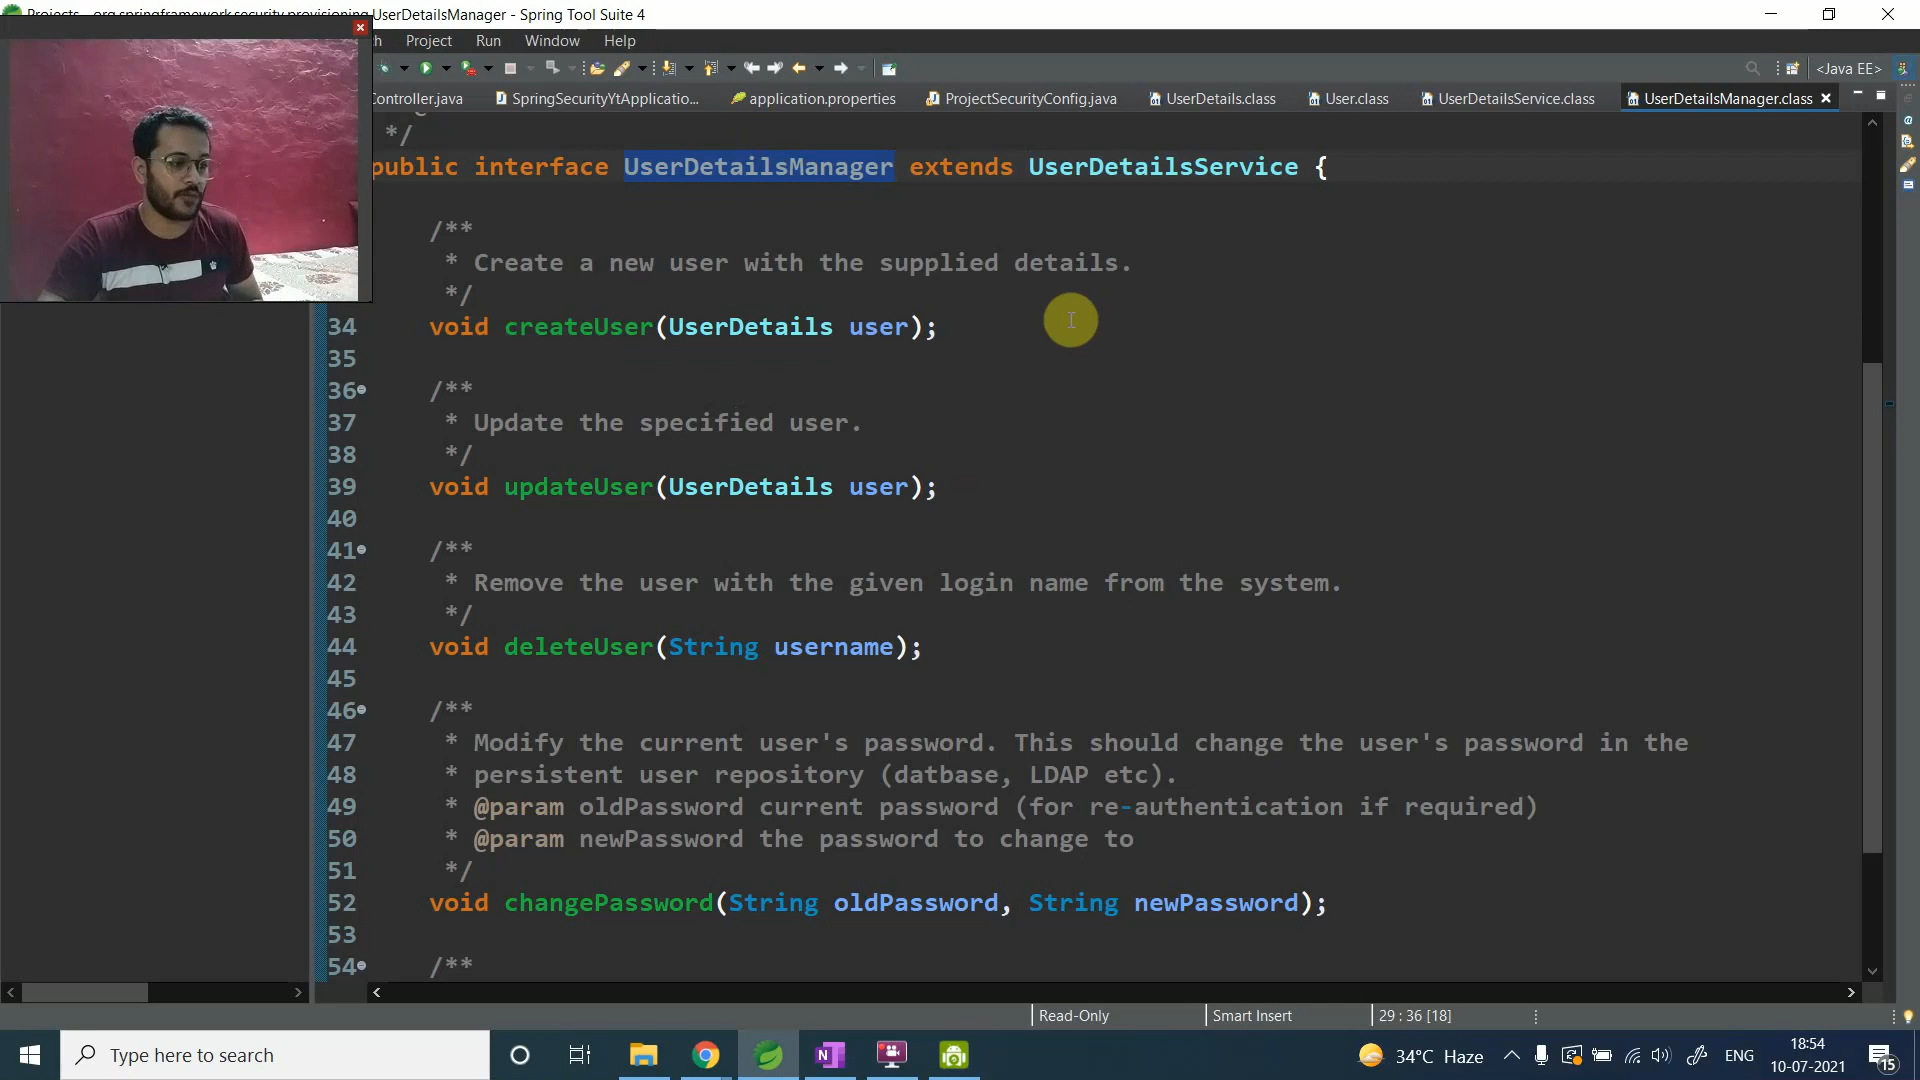 Projects - org.springframework.security.provisioning.UserDetailsManager - Spring Tool Suite 4
Project Run Window Help
<Java EE>
Controller.java SpringSecurityYtApplicatio... application.properties ProjectSecurityConfig.java UserDetails.class User.class UserDetailsService.class UserDetailsManager.class
*/
public interface UserDetailsManager extends UserDetailsService {
/**
* Create a new user with the supplied details.
*/
34 void createUser(UserDetails user);
35
36 /**
37 * Update the specified user.
38 */
39 void updateUser(UserDetails user);
40
41 /**
42 * Remove the user with the given login name from the system.
43 */
44 void deleteUser(String username);
45
46 /**
47 * Modify the current user's password. This should change the user's password in the
48 * persistent user repository (datbase, LDAP etc).
49 * @param oldPassword current password (for re-authentication if required)
50 * @param newPassword the password to change to
51 */
52 void changePassword(String oldPassword, String newPassword);
53
54 /**
Read-Only Smart Insert 29 : 36 [18]
Type here to search 34°C Haze ENG 18:54
10-07-2021 15